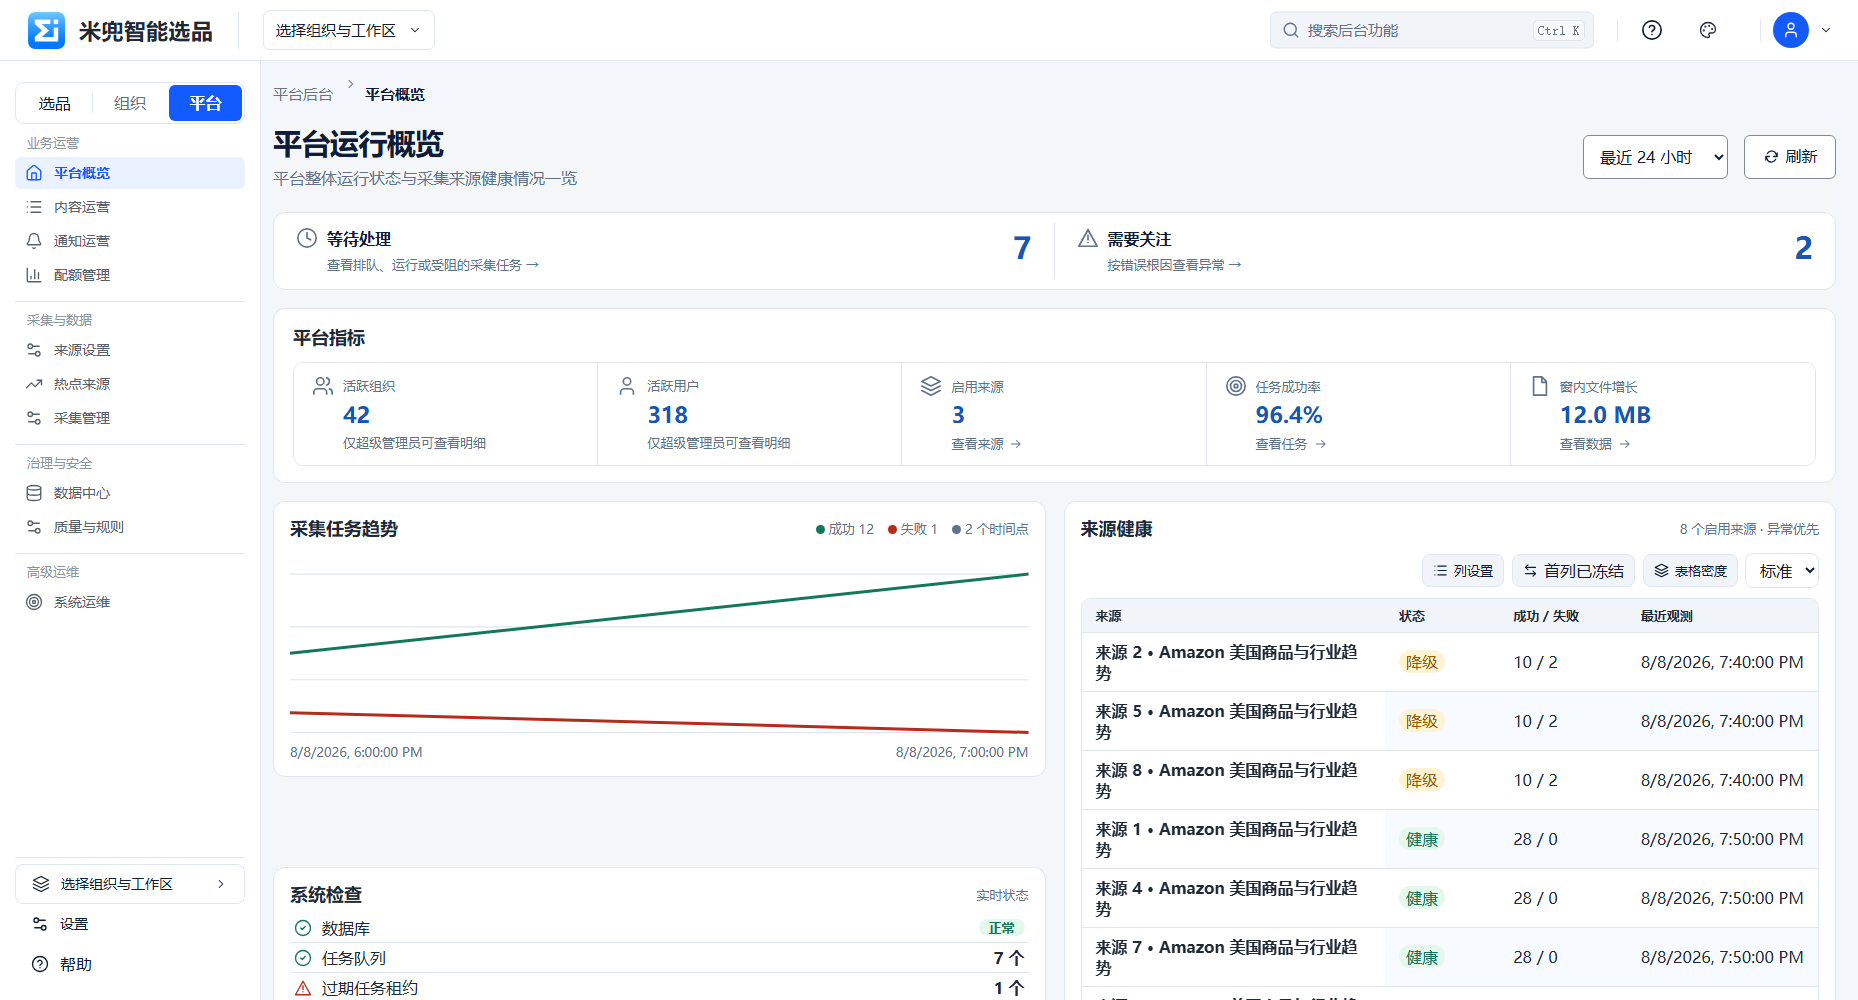 米兜智能选品
选择组织与工作区
搜索后台功能
Ctrl K
选品
组织
平台
业务运营
平台概览
内容运营
通知运营
配额管理
采集与数据
来源设置
热点来源
采集管理
治理与安全
数据中心
质量与规则
高级运维
系统运维
选择组织与工作区
设置
帮助
平台后台
平台概览
平台运行概览
平台整体运行状态与采集来源健康情况一览
最近 24 小时
刷新
等待处理
查看排队、运行或受阻的采集任务 →
7
需要关注
按错误根因查看异常 →
2
平台指标
活跃组织
42
仅超级管理员可查看明细
活跃用户
318
仅超级管理员可查看明细
启用来源
3
查看来源 →
任务成功率
96.4%
查看任务 →
窗内文件增长
12.0 MB
查看数据 →
采集任务趋势
成功 12
失败 1
2 个时间点
8/8/2026, 6:00:00 PM
8/8/2026, 7:00:00 PM
系统检查
实时状态
数据库
正常
任务队列
7 个
过期任务租约
1 个
来源健康
8 个启用来源 · 异常优先
列设置
首列已冻结
表格密度
标准
来源 状态 成功 / 失败 最近观测
来源 2 • Amazon 美国商品与行业趋
势
降级 10 / 2 8/8/2026, 7:40:00 PM
来源 5 • Amazon 美国商品与行业趋
势
降级 10 / 2 8/8/2026, 7:40:00 PM
来源 8 • Amazon 美国商品与行业趋
势
降级 10 / 2 8/8/2026, 7:40:00 PM
来源 1 • Amazon 美国商品与行业趋
势
健康 28 / 0 8/8/2026, 7:50:00 PM
来源 4 • Amazon 美国商品与行业趋
势
健康 28 / 0 8/8/2026, 7:50:00 PM
来源 7 • Amazon 美国商品与行业趋
势
健康 28 / 0 8/8/2026, 7:50:00 PM